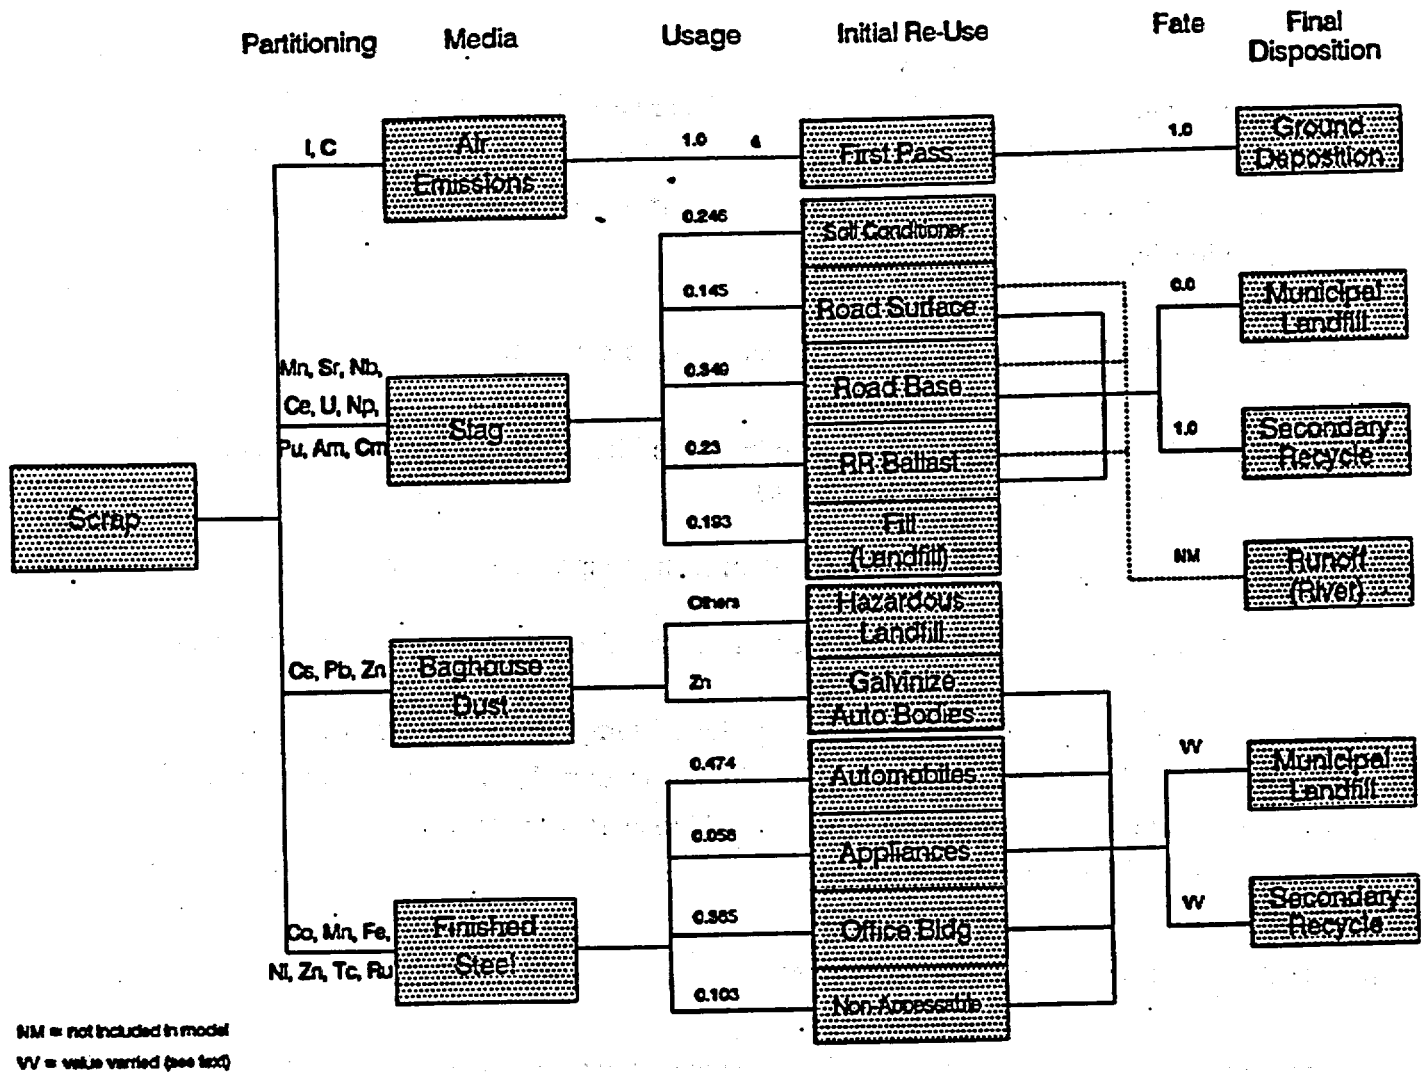 Partitioning
Media
Usage
Initial Re-Use
Fate
Final
Disposition
I, C
Air
Emissions
1.0
First Pass
1.0
Ground
Deposition
Mn, Sr, Nb,
Ce, U, Np,
Pu, Am, Cm
Slag
0.246
Soil Conditioner
0.145
Road Surface
0.349
Road Base
0.23
RR Ballast
0.193
Fill
(Landfill)
0.0
Municipal
Landfill
1.0
Secondary
Recycle
NM
Runoff
(River)
Scrap
Cs, Pb, Zn
Baghouse
Dust
Others
Hazardous
Landfill
Zn
Galvinize
Auto Bodies
Co, Mn, Fe,
Ni, Zn, Tc, Ru
Finished
Steel
0.474
Automobiles
0.058
Appliances
0.365
Office Bldg
0.103
Non-Accessable
VV
Municipal
Landfill
VV
Secondary
Recycle
NM = not included in model
VV = value varried (see text)